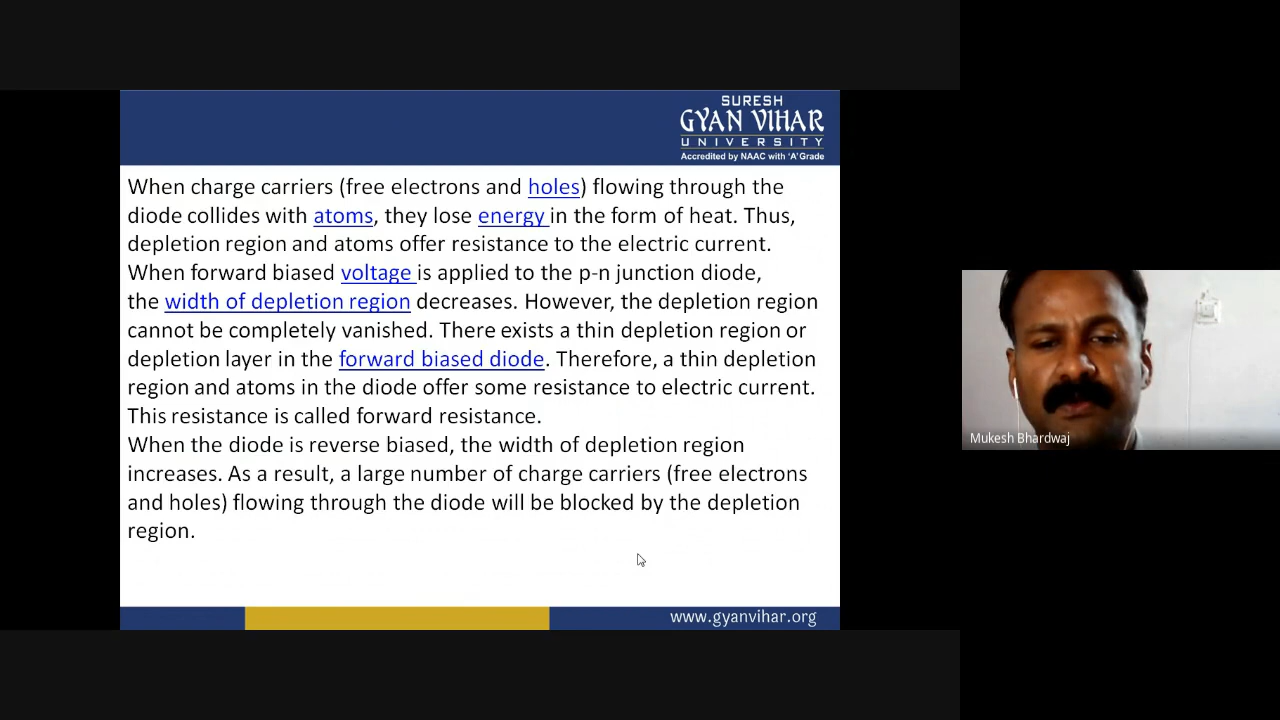 SURESH
GYAN VIHAR
UNIVERSITY
Accredited by NAAC with 'A' Grade
When charge carriers (free electrons and holes) flowing through the
diode collides with atoms, they lose energy in the form of heat. Thus,
depletion region and atoms offer resistance to the electric current.
When forward biased voltage is applied to the p-n junction diode,
the width of depletion region decreases. However, the depletion region
cannot be completely vanished. There exists a thin depletion region or
depletion layer in the forward biased diode. Therefore, a thin depletion
region and atoms in the diode offer some resistance to electric current.
This resistance is called forward resistance.
When the diode is reverse biased, the width of depletion region
increases. As a result, a large number of charge carriers (free electrons
and holes) flowing through the diode will be blocked by the depletion
region.
www.gyanvihar.org
Mukesh Bhardwaj